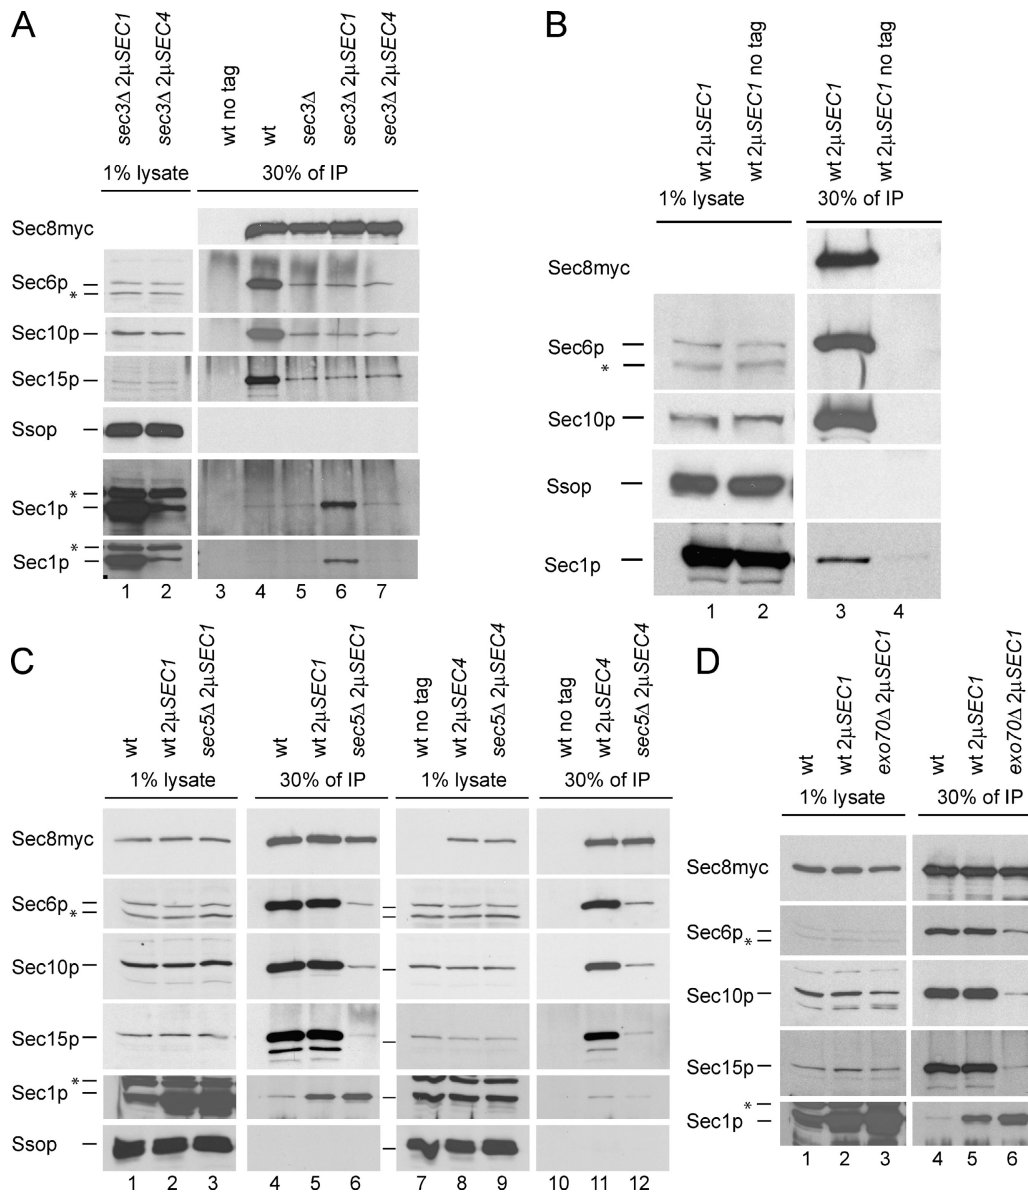 A
sec3Δ 2μSEC1
sec3Δ 2μSEC4
wt no tag
wt
sec3Δ
sec3Δ 2μSEC1
sec3Δ 2μSEC4
1% lysate
30% of IP
Sec8myc
Sec6p
*
Sec10p
Sec15p
Ssop
*
Sec1p
*
Sec1p
1 2 3 4 5 6 7
B
wt 2μSEC1
wt 2μSEC1 no tag
wt 2μSEC1
wt 2μSEC1 no tag
1% lysate
30% of IP
Sec8myc
Sec6p
*
Sec10p
Ssop
Sec1p
1 2 3 4
C
wt
wt 2μSEC1
sec5Δ 2μSEC1
wt
wt 2μSEC1
sec5Δ 2μSEC1
wt no tag
wt 2μSEC4
sec5Δ 2μSEC4
wt no tag
wt 2μSEC4
sec5Δ 2μSEC4
1% lysate
30% of IP
1% lysate
30% of IP
Sec8myc
Sec6p
*
Sec10p
Sec15p
*
Sec1p
Ssop
1 2 3 4 5 6 7 8 9 10 11 12
D
wt
wt 2μSEC1
exo70Δ 2μSEC1
wt
wt 2μSEC1
exo70Δ 2μSEC1
1% lysate
30% of IP
Sec8myc
Sec6p
*
Sec10p
Sec15p
*
Sec1p
1 2 3 4 5 6